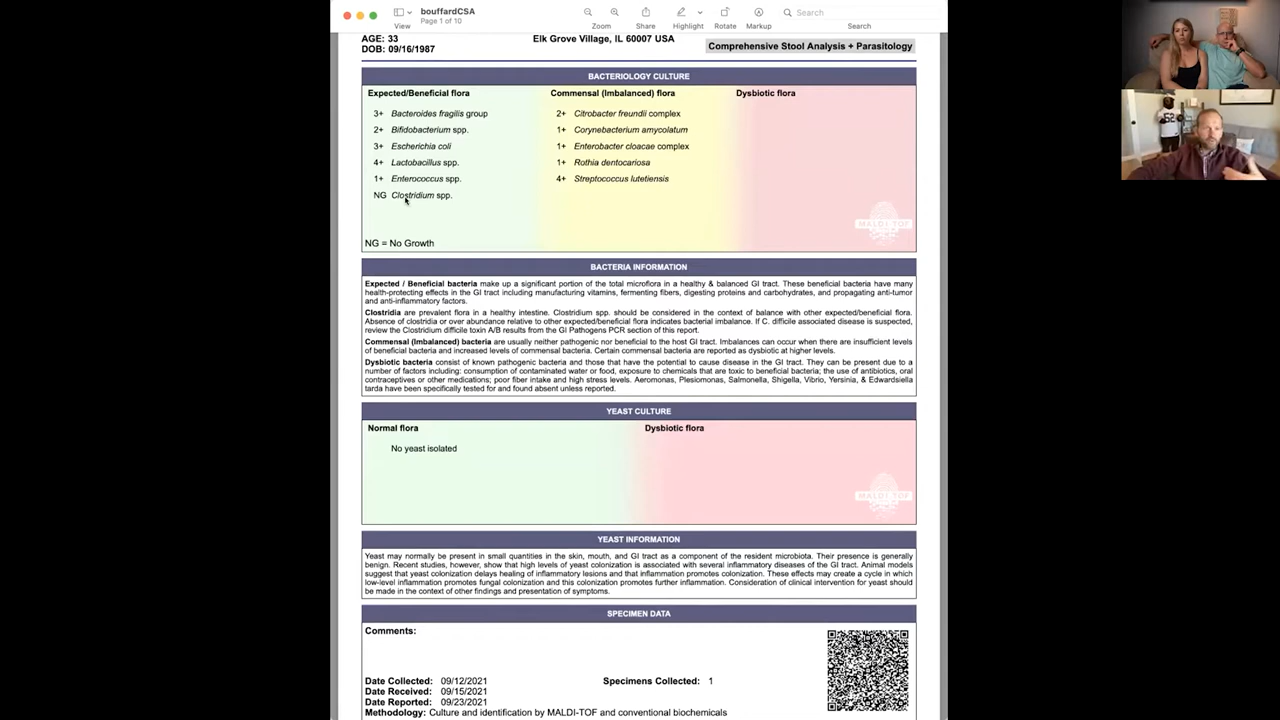 bouffardCSA
Page 1 of 10
View
Zoom
Share
Highlight
Rotate
Markup
Search
Search
AGE: 33
DOB: 09/16/1987
Elk Grove Village, IL 60007 USA
Comprehensive Stool Analysis + Parasitology
BACTERIOLOGY CULTURE
Expected/Beneficial flora
3+ Bacteroides fragilis group
2+ Bifidobacterium spp.
3+ Escherichia coli
4+ Lactobacillus spp.
1+ Enterococcus spp.
NG Clostridium spp.
NG = No Growth
Commensal (Imbalanced) flora
2+ Citrobacter freundii complex
1+ Corynebacterium amycolatum
1+ Enterobacter cloacae complex
1+ Rothia dentocariosa
4+ Streptococcus lutetiensis
Dysbiotic flora
MALDI-TOF
BACTERIA INFORMATION
Expected / Beneficial bacteria make up a significant portion of the total microflora in a healthy & balanced GI tract. These beneficial bacteria have many
health-protecting effects in the GI tract including manufacturing vitamins, fermenting fibers, digesting proteins and carbohydrates, and propagating anti-tumor
and anti-inflammatory factors.
Clostridia are prevalent flora in a healthy intestine. Clostridium spp. should be considered in the context of balance with other expected/beneficial flora.
Absence of clostridia or over abundance relative to other expected/beneficial flora indicates bacterial imbalance. If C. difficile associated disease is suspected,
review the Clostridium difficile toxin A/B results from the GI Pathogens PCR section of this report.
Commensal (Imbalanced) bacteria are usually neither pathogenic nor beneficial to the host GI tract. Imbalances can occur when there are insufficient levels
of beneficial bacteria and increased levels of commensal bacteria. Certain commensal bacteria are reported as dysbiotic at higher levels.
Dysbiotic bacteria consist of known pathogenic bacteria and those that have the potential to cause disease in the GI tract. They can be present due to a
number of factors including: consumption of contaminated water or food, exposure to chemicals that are toxic to beneficial bacteria; the use of antibiotics, oral
contraceptives or other medications; poor fiber intake and high stress levels. Aeromonas, Plesiomonas, Salmonella, Shigella, Vibrio, Yersinia, & Edwardsiella
tarda have been specifically tested for and found absent unless reported.
YEAST CULTURE
Normal flora
No yeast isolated
Dysbiotic flora
MALDI-TOF
YEAST INFORMATION
Yeast may normally be present in small quantities in the skin, mouth, and GI tract as a component of the resident microbiota. Their presence is generally
benign. Recent studies, however, show that high levels of yeast colonization is associated with several inflammatory diseases of the GI tract. Animal models
suggest that yeast colonization delays healing of inflammatory lesions and that inflammation promotes colonization. These effects may create a cycle in which
low-level inflammation promotes fungal colonization and this colonization promotes further inflammation. Consideration of clinical intervention for yeast should
be made in the context of other findings and presentation of symptoms.
SPECIMEN DATA
Comments:
Date Collected: 09/12/2021
Specimens Collected: 1
Date Received: 09/15/2021
Date Reported: 09/23/2021
Methodology: Culture and identification by MALDI-TOF and conventional biochemicals
52